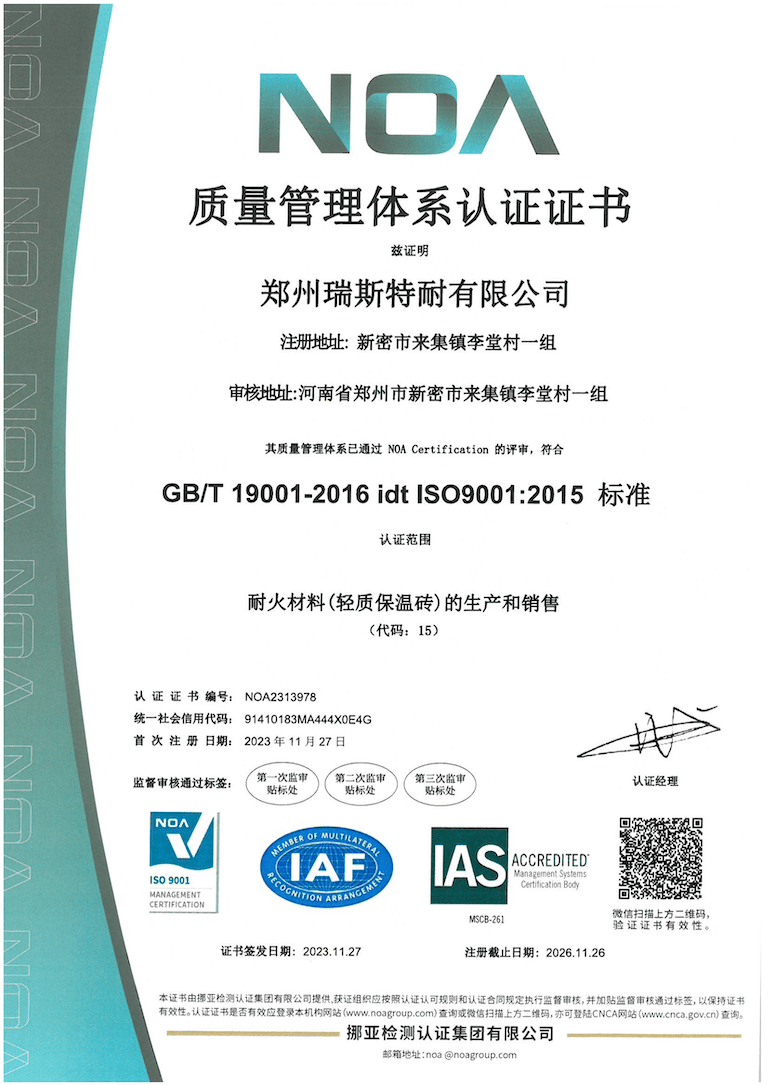 NOA
质量管理体系认证证书
兹证明
郑州瑞斯特耐有限公司
注册地址: 新密市来集镇李堂村一组
审核地址:河南省郑州市新密市来集镇李堂村一组
其质量管理体系已通过 NOA Certification 的评审，符合
GB/T 19001-2016 idt ISO9001:2015 标准
认证范围
耐火材料(轻质保温砖)的生产和销售
（代码：15）
认 证 证 书 编号： NOA2313978
统一社会信用代码： 91410183MA444X0E4G
首 次 注 册 日期： 2023 年 11 月 27 日
监督审核通过标签：
第一次监审
贴标处
第二次监审
贴标处
第三次监审
贴标处
认证经理
NOA
ISO 9001
MANAGEMENT
CERTIFICATION
MEMBER OF MULTILATERAL
IAF
RECOGNITION ARRANGEMENT
IAS
ACCREDITED
Management Systems
Certification Body
MSCB-261
微信扫描上方二维码，
验证证书有效性。
证书签发日期：2023.11.27
注册截止日期：2026.11.26
本证书由挪亚检测认证集团有限公司提供,获证组织应按照认证认可规则和认证合同规定执行监督审核,并加贴监督审核通过标签，以保持证书
有效性。认证证书是否有效应登录本机构网站(www.noagroup.com)查询或微信扫描上方二维码，亦可登陆CNCA网站(www.cnca.gov.cn)查询。
挪亚检测认证集团有限公司
邮箱地址：noa @noagroup.com
NOA NOA NOA NOA NOA NOA